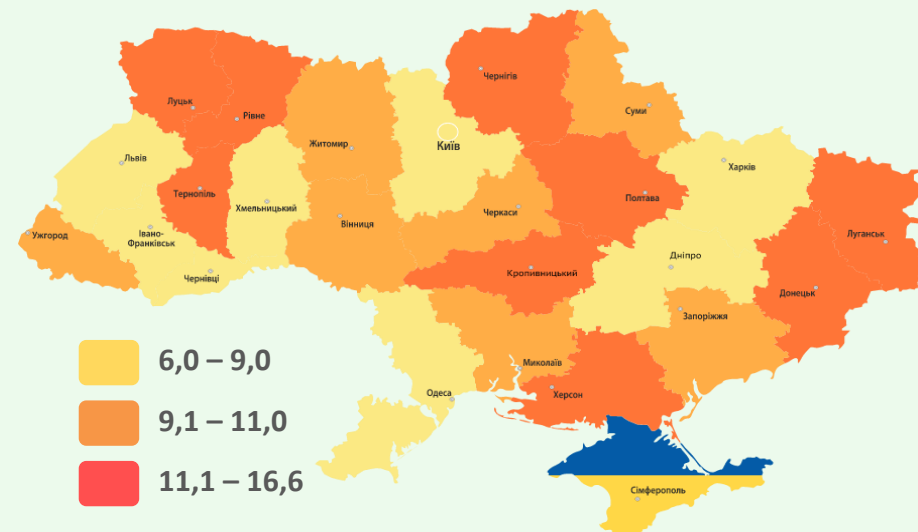 Чернігів
Луцьк
Рівне
Суми
Київ
Житомир
Львів
Харків
Тернопіль
Полтава
Хмельницький
Черкаси
Вінниця
Ужгород
Івано-
Франківськ
Луганськ
Дніпро
Чернівці
Кропивницький
Донецьк
Запоріжжя
Миколаїв
Одеса
Херсон
Сімферополь
6,0 – 9,0
9,1 – 11,0
11,1 – 16,6